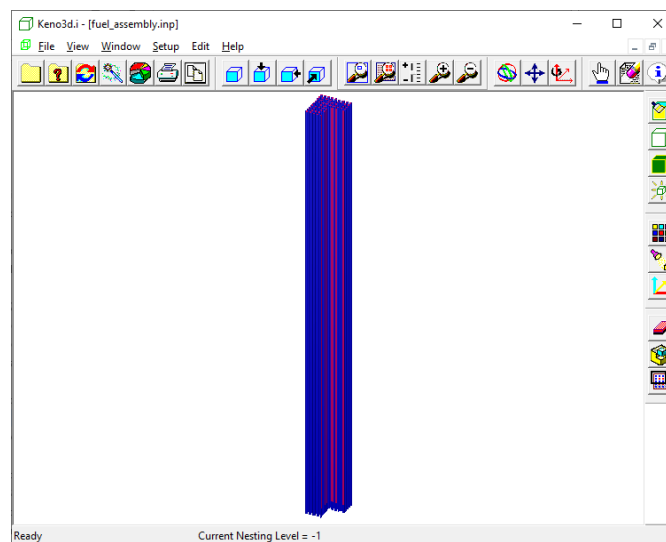 Keno3d.i - [fuel_assembly.inp]
File View Window Setup Edit Help
Ready Current Nesting Level = -1